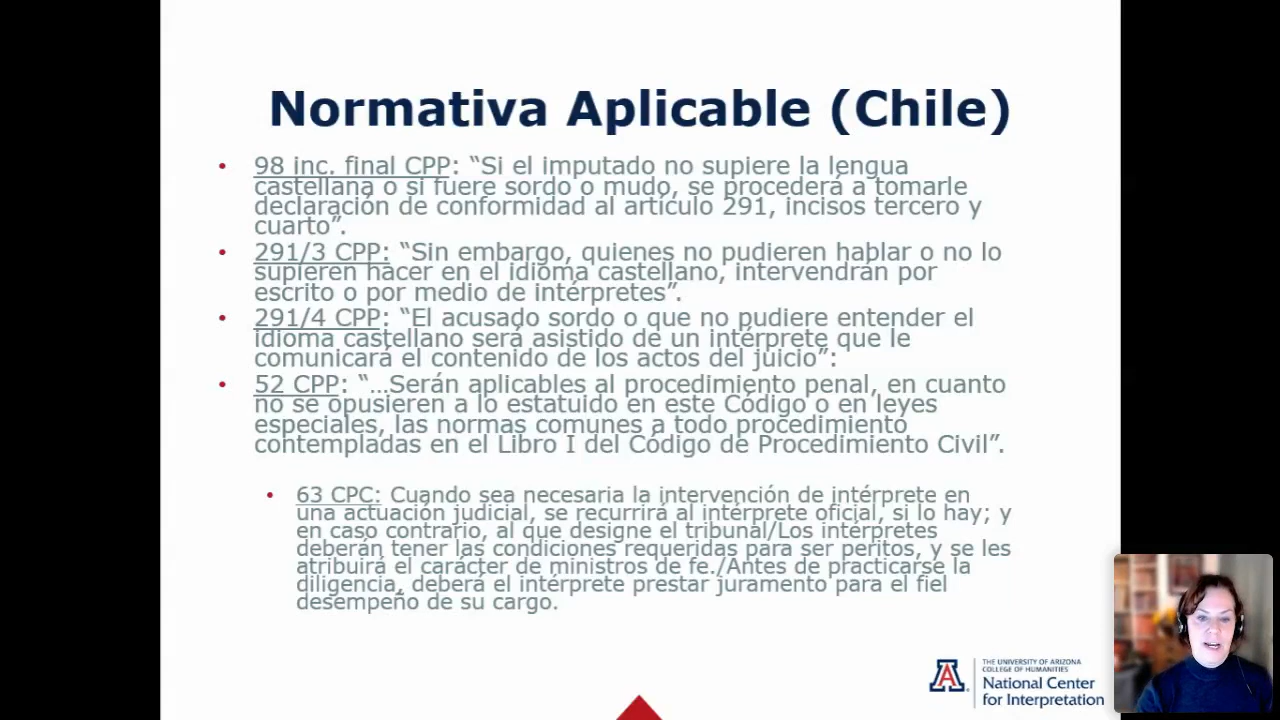 Normativa Aplicable (Chile)
• 98 inc. final CPP: “Si el imputado no supiere la lengua
castellana o si fuere sordo o mudo, se procederá a tomarle
declaración de conformidad al artículo 291, incisos tercero y
cuarto”.
• 291/3 CPP: “Sin embargo, quienes no pudieren hablar o no lo
supieren hacer en el idioma castellano, intervendrán por
escrito o por medio de intérpretes”.
• 291/4 CPP: “El acusado sordo o que no pudiere entender el
idioma castellano será asistido de un intérprete que le
comunicará el contenido de los actos del juicio”:
• 52 CPP: “…Serán aplicables al procedimiento penal, en cuanto
no se opusieren a lo estatuido en este Código o en leyes
especiales, las normas comunes a todo procedimiento
contempladas en el Libro I del Código de Procedimiento Civil”.
• 63 CPC: Cuando sea necesaria la intervención de intérprete en
una actuación judicial, se recurrirá al intérprete oficial, si lo hay; y
en caso contrario, al que designe el tribunal/Los intérpretes
deberán tener las condiciones requeridas para ser peritos, y se les
atribuirá el carácter de ministros de fe./Antes de practicarse la
diligencia, deberá el intérprete prestar juramento para el fiel
desempeño de su cargo.
A
THE UNIVERSITY OF ARIZONA
COLLEGE OF HUMANITIES
National Center
for Interpretation